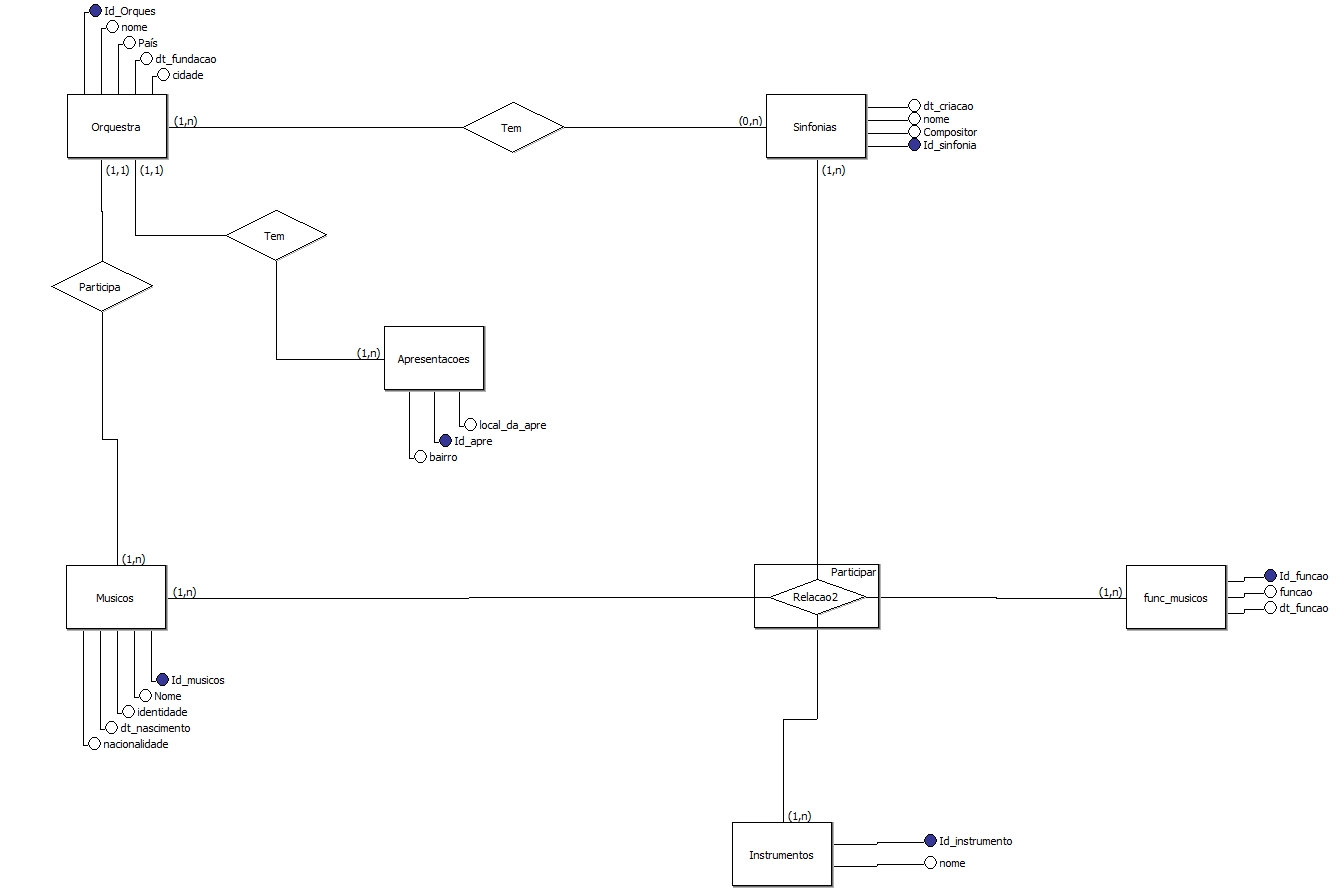 Id_Orques
nome
País
dt_fundacao
cidade
Orquestra
(1,n)
Tem
(0,n)
Sinfonias
dt_criacao
nome
Compositor
Id_sinfonia
(1,1)
(1,1)
(1,n)
Tem
Participa
(1,n)
Apresentacoes
local_da_apre
Id_apre
bairro
(1,n)
Musicos
(1,n)
Participar
Relacao2
(1,n)
func_musicos
Id_funcao
funcao
dt_funcao
Id_musicos
Nome
identidade
dt_nascimento
nacionalidade
(1,n)
Instrumentos
Id_instrumento
nome